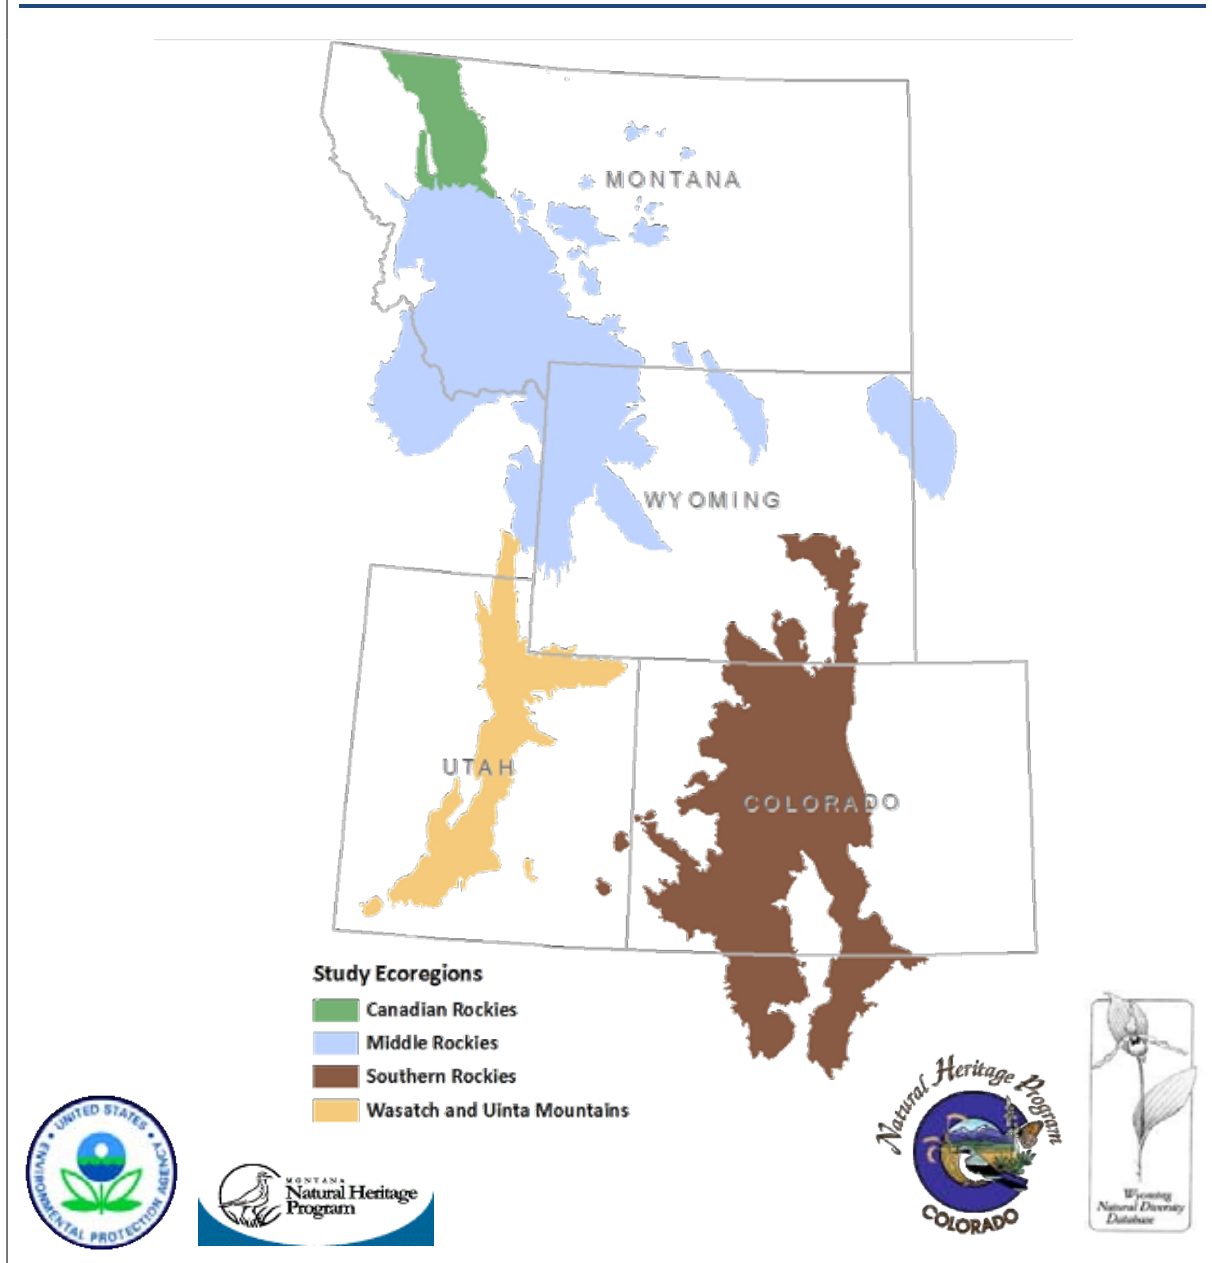 MONTANA
WYOMING
UTAH
COLORADO
Study Ecoregions
Canadian Rockies
Middle Rockies
Southern Rockies
Wasatch and Uinta Mountains
UNITED STATES
ENVIRONMENTAL PROTECTION AGENCY
MONTANA
Natural Heritage
Program
Natural Heritage Program
COLORADO
Wyoming
Natural Diversity
Database